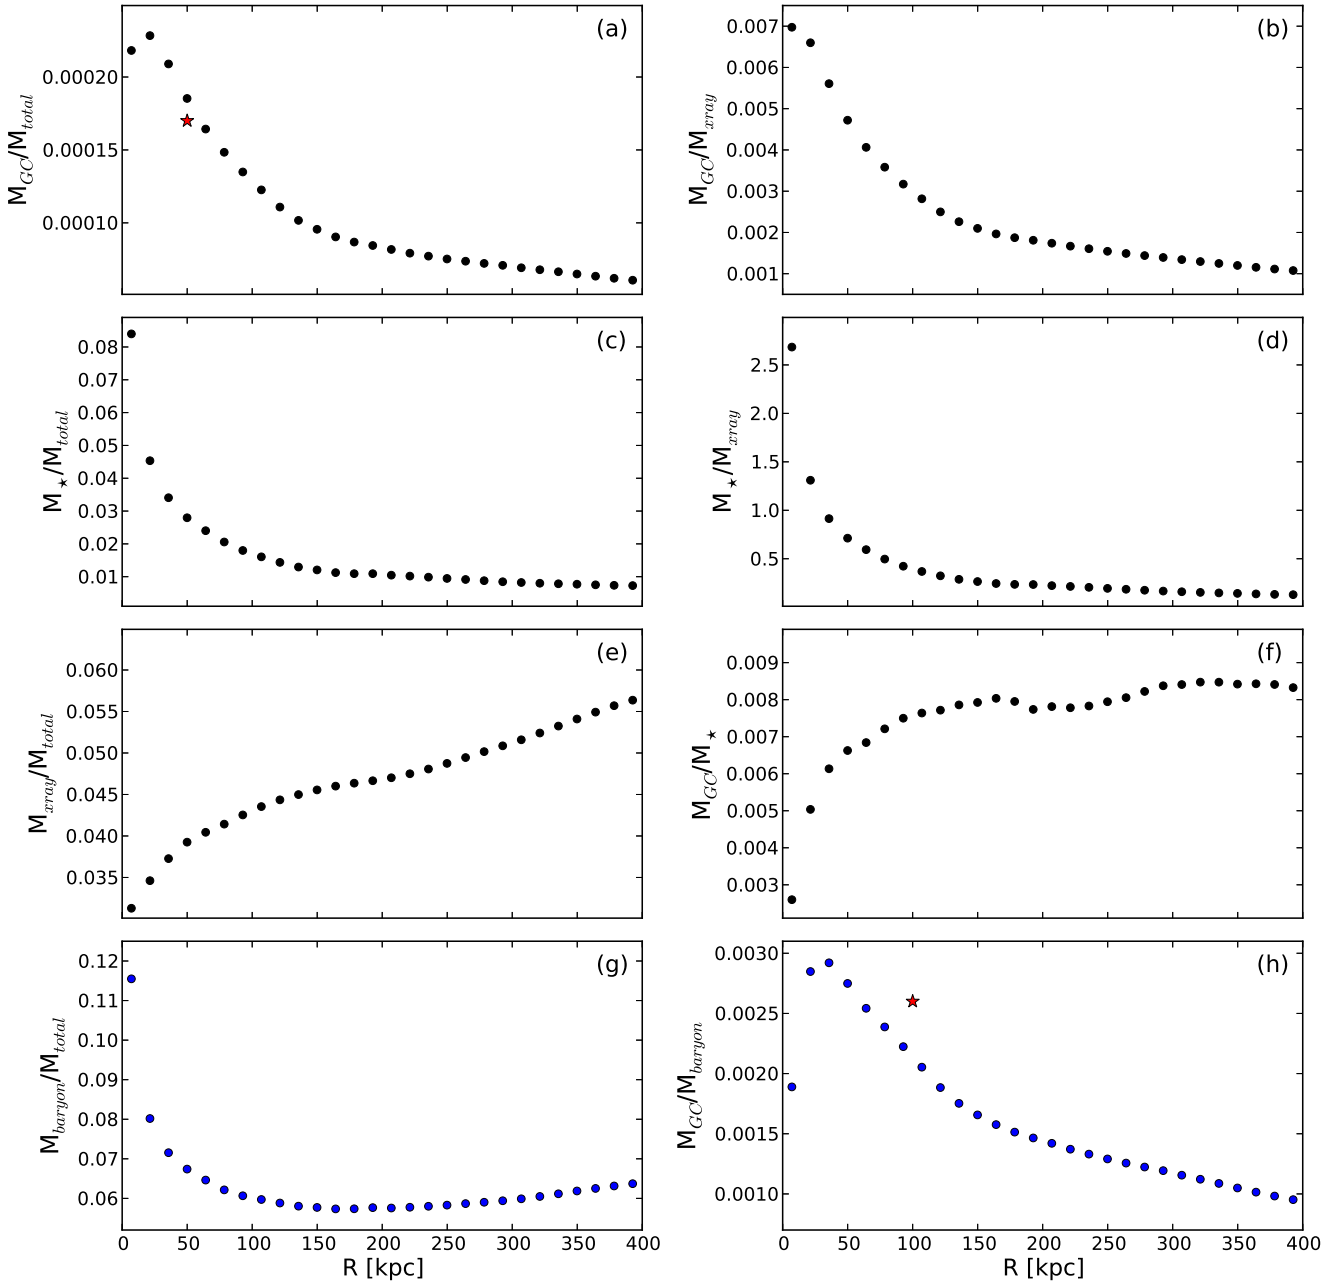 (a)
M_GC/M_total
0.00020
0.00015
0.00010
(b)
M_GC/M_xray
0.007
0.006
0.005
0.004
0.003
0.002
0.001
(c)
M_⋆/M_total
0.08
0.07
0.06
0.05
0.04
0.03
0.02
0.01
(d)
M_⋆/M_xray
2.5
2.0
1.5
1.0
0.5
(e)
M_xray/M_total
0.060
0.055
0.050
0.045
0.040
0.035
(f)
M_GC/M_⋆
0.009
0.008
0.007
0.006
0.005
0.004
0.003
(g)
M_baryon/M_total
0.12
0.11
0.10
0.09
0.08
0.07
0.06
0 50 100 150 200 250 300 350 400
R [kpc]
(h)
M_GC/M_baryon
0.0030
0.0025
0.0020
0.0015
0.0010
0 50 100 150 200 250 300 350 400
R [kpc]